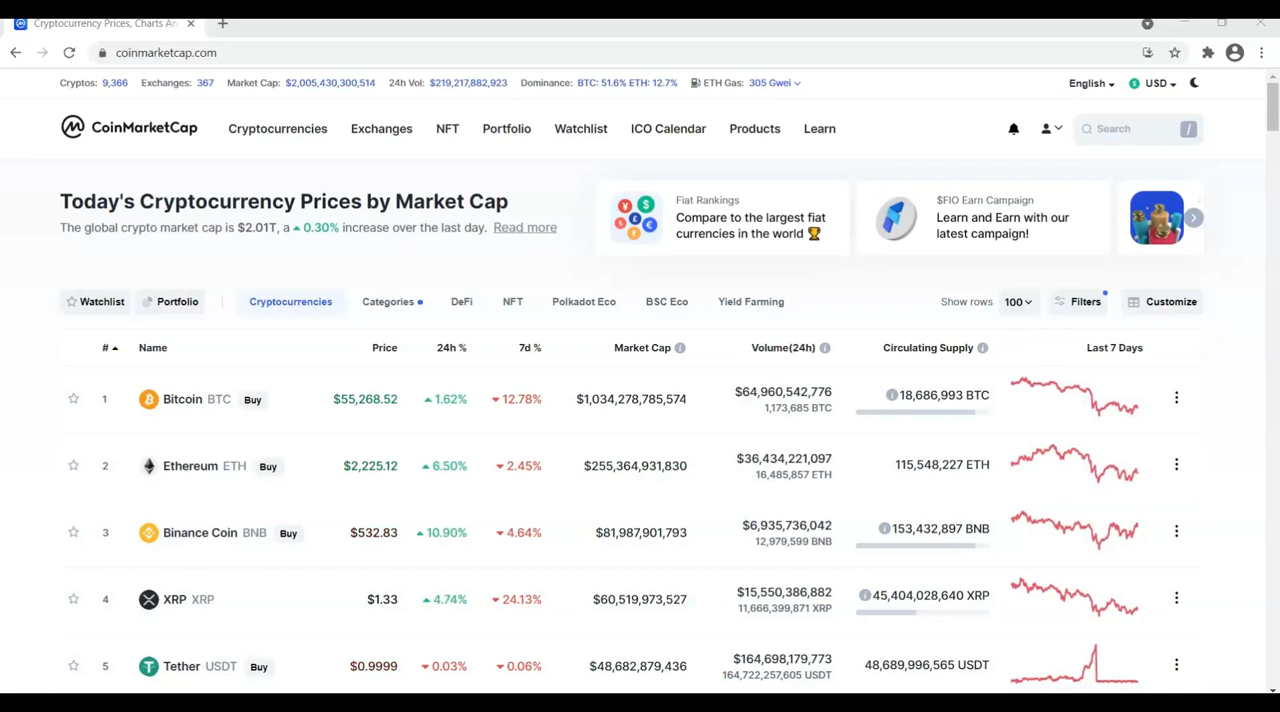 Cryptocurrency Prices, Charts An
coinmarketcap.com
Cryptos: 9,366 Exchanges: 367 Market Cap: $2,005,430,300,514 24h Vol: $219,217,882,923 Dominance: BTC: 51.6% ETH: 12.7% ETH Gas: 305 Gwei English USD
CoinMarketCap Cryptocurrencies Exchanges NFT Portfolio Watchlist ICO Calendar Products Learn Search /
Today's Cryptocurrency Prices by Market Cap
The global crypto market cap is $2.01T, a 0.30% increase over the last day. Read more
Fiat Rankings
Compare to the largest fiat
currencies in the world
$FIO Earn Campaign
Learn and Earn with our
latest campaign!
Watchlist Portfolio Cryptocurrencies Categories DeFi NFT Polkadot Eco BSC Eco Yield Farming Show rows 100 Filters Customize
# Name Price 24h % 7d % Market Cap Volume(24h) Circulating Supply Last 7 Days
1 Bitcoin BTC Buy $55,268.52 1.62% 12.78% $1,034,278,785,574 $64,960,542,776 18,686,993 BTC
1,173,685 BTC
2 Ethereum ETH Buy $2,225.12 6.50% 2.45% $255,364,931,830 $36,434,221,097 115,548,227 ETH
16,485,857 ETH
3 Binance Coin BNB Buy $532.83 10.90% 4.64% $81,987,901,793 $6,935,736,042 153,432,897 BNB
12,979,599 BNB
4 XRP XRP $1.33 4.74% 24.13% $60,519,973,527 $15,550,386,882 45,404,028,640 XRP
11,666,399,871 XRP
5 Tether USDT Buy $0.9999 0.03% 0.06% $48,682,879,436 $164,698,179,773 48,689,996,565 USDT
164,722,257,605 USDT